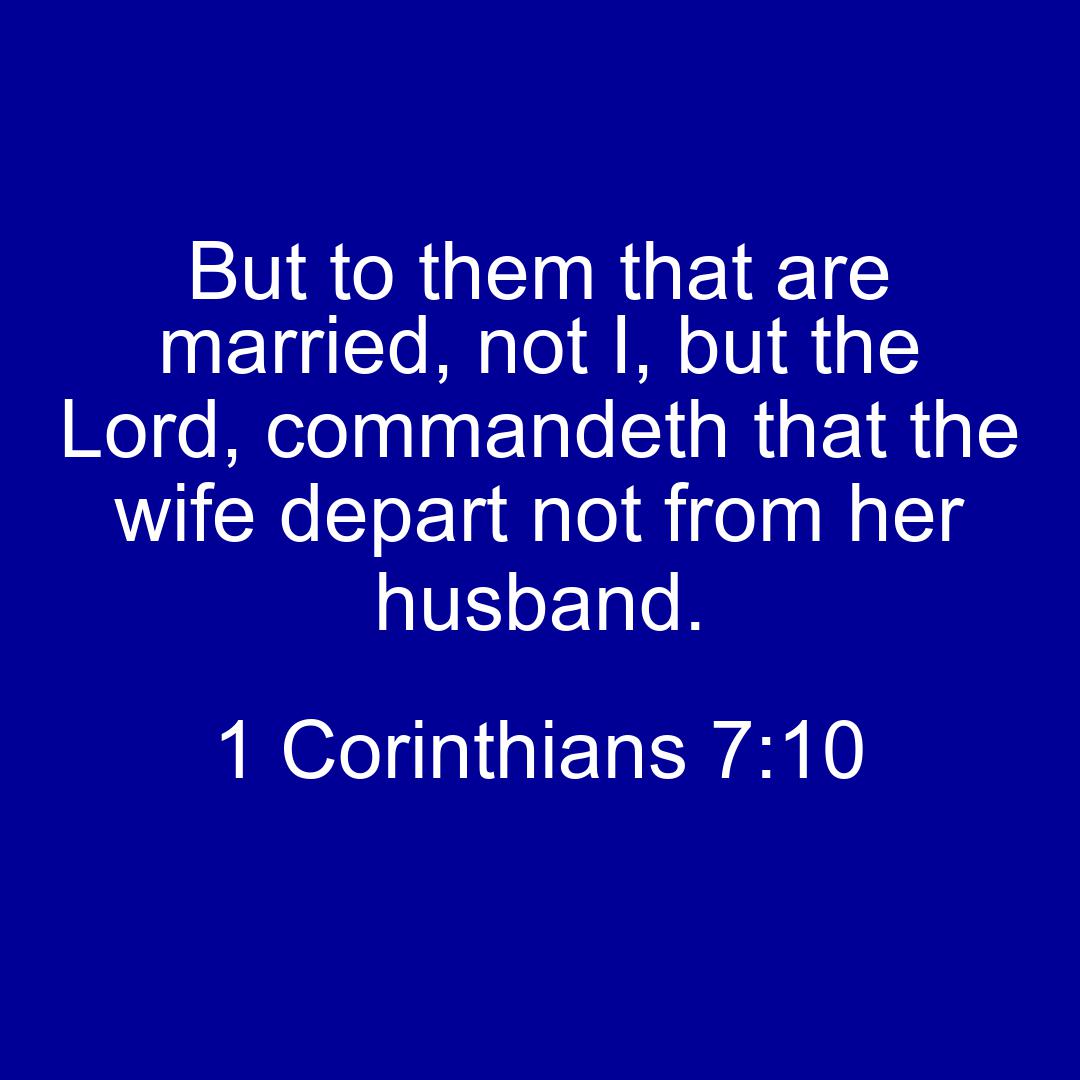 But to them that are
married, not I, but the
Lord, commandeth that the
wife depart not from her
husband.
1 Corinthians 7:10